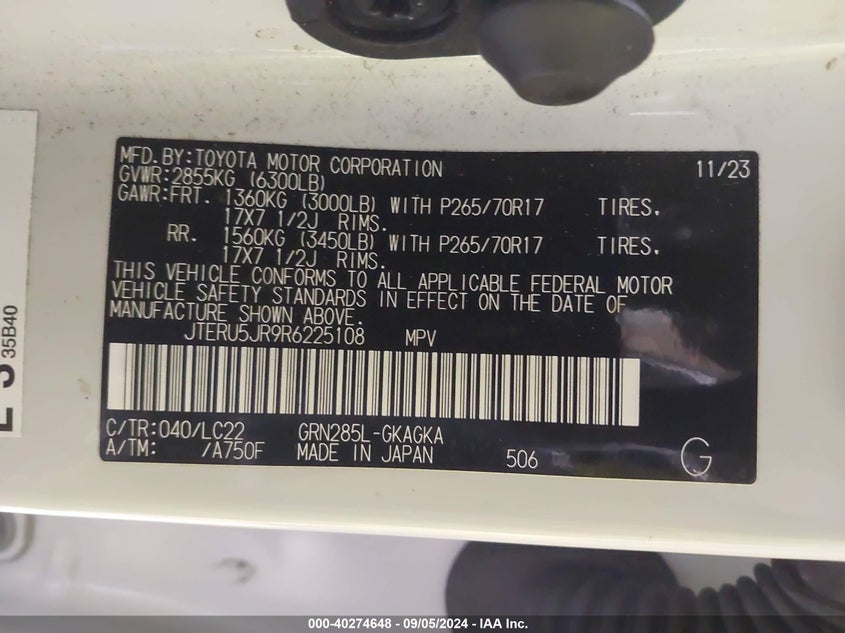 MFD. BY: TOYOTA MOTOR CORPORATION 11/23
GVWR: 2855KG (6300LB)
GAWR: FRT. 1360KG (3000LB) WITH P265/70R17 TIRES.
17X7 1/2J RIMS.
RR. 1560KG (3450LB) WITH P265/70R17 TIRES.
17X7 1/2J RIMS.
THIS VEHICLE CONFORMS TO ALL APPLICABLE FEDERAL MOTOR
VEHICLE SAFETY STANDARDS IN EFFECT ON THE DATE OF
MANUFACTURE SHOWN ABOVE.
JTERU5JR9R6225108 MPV
C/TR: 040/LC22 GRN285L-GKAGKA
A/TM: /A750F MADE IN JAPAN 506 G
35B40
000-40274648 - 09/05/2024 - IAA Inc.